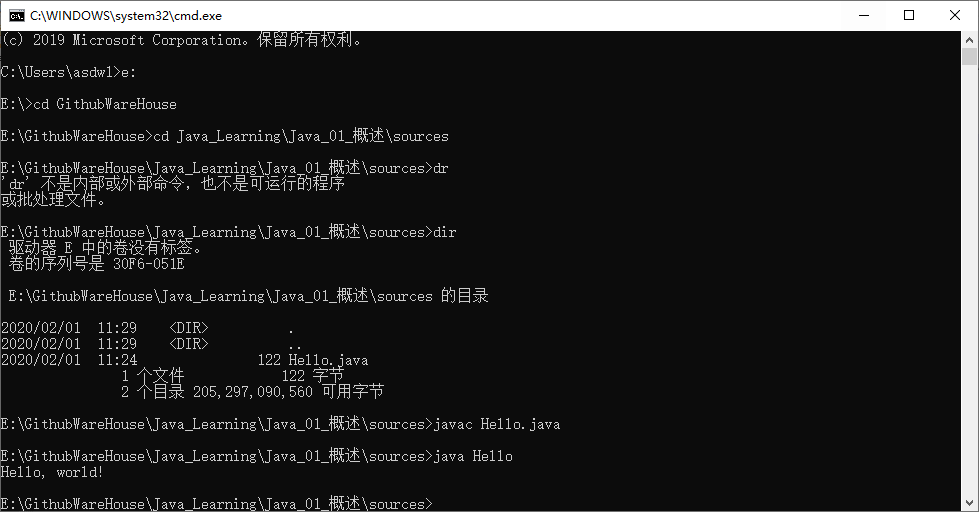 C:\WINDOWS\system32\cmd.exe
(c) 2019 Microsoft Corporation。保留所有权利。
C:\Users\asdwl>e:
E:\>cd GithubWareHouse
E:\GithubWareHouse>cd Java_Learning\Java_01_概述\sources
E:\GithubWareHouse\Java_Learning\Java_01_概述\sources>dr
'dr' 不是内部或外部命令，也不是可运行的程序
或批处理文件。
E:\GithubWareHouse\Java_Learning\Java_01_概述\sources>dir
驱动器 E 中的卷没有标签。
卷的序列号是 30F6-051E
E:\GithubWareHouse\Java_Learning\Java_01_概述\sources 的目录
2020/02/01  11:29    <DIR>          .
2020/02/01  11:29    <DIR>          ..
2020/02/01  11:24               122 Hello.java
1 个文件            122 字节
2 个目录 205,297,090,560 可用字节
E:\GithubWareHouse\Java_Learning\Java_01_概述\sources>javac Hello.java
E:\GithubWareHouse\Java_Learning\Java_01_概述\sources>java Hello
Hello, world!
E:\GithubWareHouse\Java_Learning\Java_01_概述\sources>